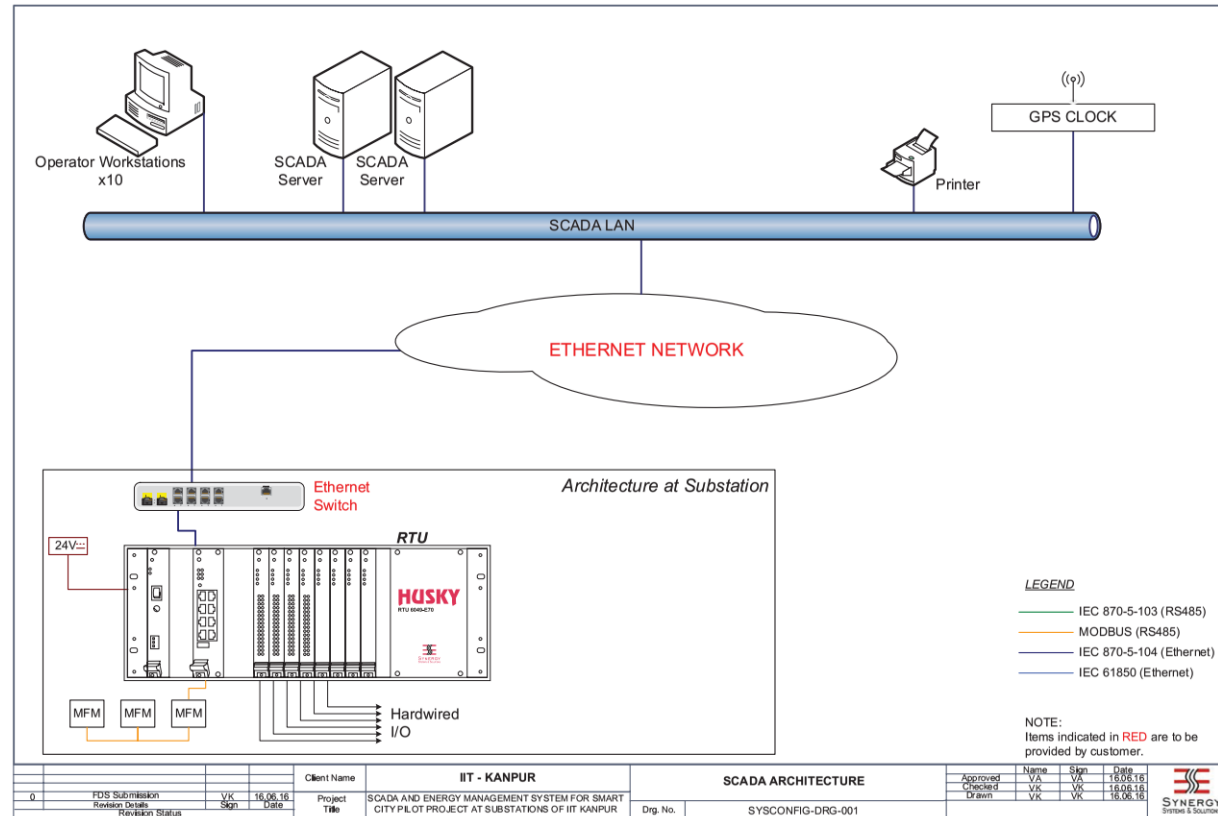 GPS CLOCK
Operator Workstations
x10
SCADA
Server
SCADA
Server
Printer
SCADA LAN
ETHERNET NETWORK
Architecture at Substation
Ethernet
Switch
RTU
24V
HUSKY
RTU 6049-E70
SYNERGY
MFM
MFM
MFM
Hardwired
I/O
LEGEND
IEC 870-5-103 (RS485)
MODBUS (RS485)
IEC 870-5-104 (Ethernet)
IEC 61850 (Ethernet)
NOTE:
Items indicated in RED are to be
provided by customer.
0 FDS Submission VK 16.06.16
Revision Details Sign Date
Revision Status
Client Name IIT - KANPUR
Project
Title
SCADA AND ENERGY MANAGEMENT SYSTEM FOR SMART
CITY PILOT PROJECT AT SUBSTATIONS OF IIT KANPUR
SCADA ARCHITECTURE
Drg. No. SYSCONFIG-DRG-001
Name Sign Date
Approved VA VA 16.06.16
Checked VK VK 16.06.16
Drawn VK VK 16.06.16
SYNERGY
SYSTEMS & SOLUTIONS